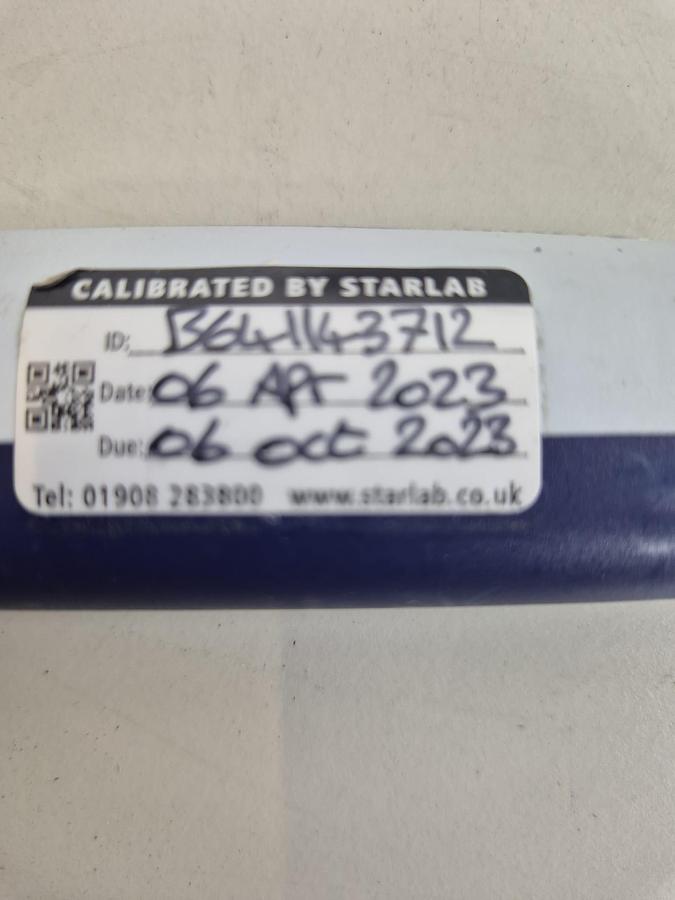 CALIBRATED BY STARLAB
ID: B641143712
Date: 06 Apr 2023
Due: 06 oct 2023
Tel: 01908 283800 www.starlab.co.uk